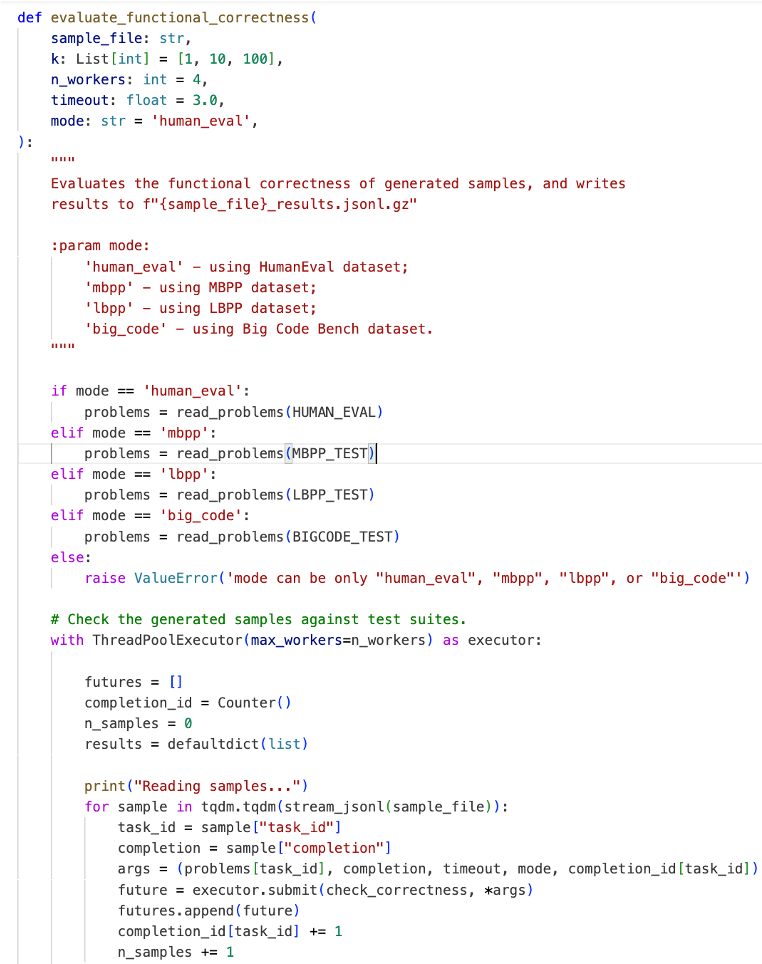 def evaluate_functional_correctness(
    sample_file: str,
    k: List[int] = [1, 10, 100],
    n_workers: int = 4,
    timeout: float = 3.0,
    mode: str = 'human_eval',
):
    """
    Evaluates the functional correctness of generated samples, and writes
    results to f"{sample_file}_results.jsonl.gz"

    :param mode:
        'human_eval' – using HumanEval dataset;
        'mbpp' – using MBPP dataset;
        'lbpp' – using LBPP dataset;
        'big_code' – using Big Code Bench dataset.
    """

    if mode == 'human_eval':
        problems = read_problems(HUMAN_EVAL)
    elif mode == 'mbpp':
        problems = read_problems(MBPP_TEST)
    elif mode == 'lbpp':
        problems = read_problems(LBPP_TEST)
    elif mode == 'big_code':
        problems = read_problems(BIGCODE_TEST)
    else:
        raise ValueError('mode can be only "human_eval", "mbpp", "lbpp", or "big_code"')

    # Check the generated samples against test suites.
    with ThreadPoolExecutor(max_workers=n_workers) as executor:

        futures = []
        completion_id = Counter()
        n_samples = 0
        results = defaultdict(list)

        print("Reading samples...")
        for sample in tqdm.tqdm(stream_jsonl(sample_file)):
            task_id = sample["task_id"]
            completion = sample["completion"]
            args = (problems[task_id], completion, timeout, mode, completion_id[task_id])
            future = executor.submit(check_correctness, *args)
            futures.append(future)
            completion_id[task_id] += 1
            n_samples += 1